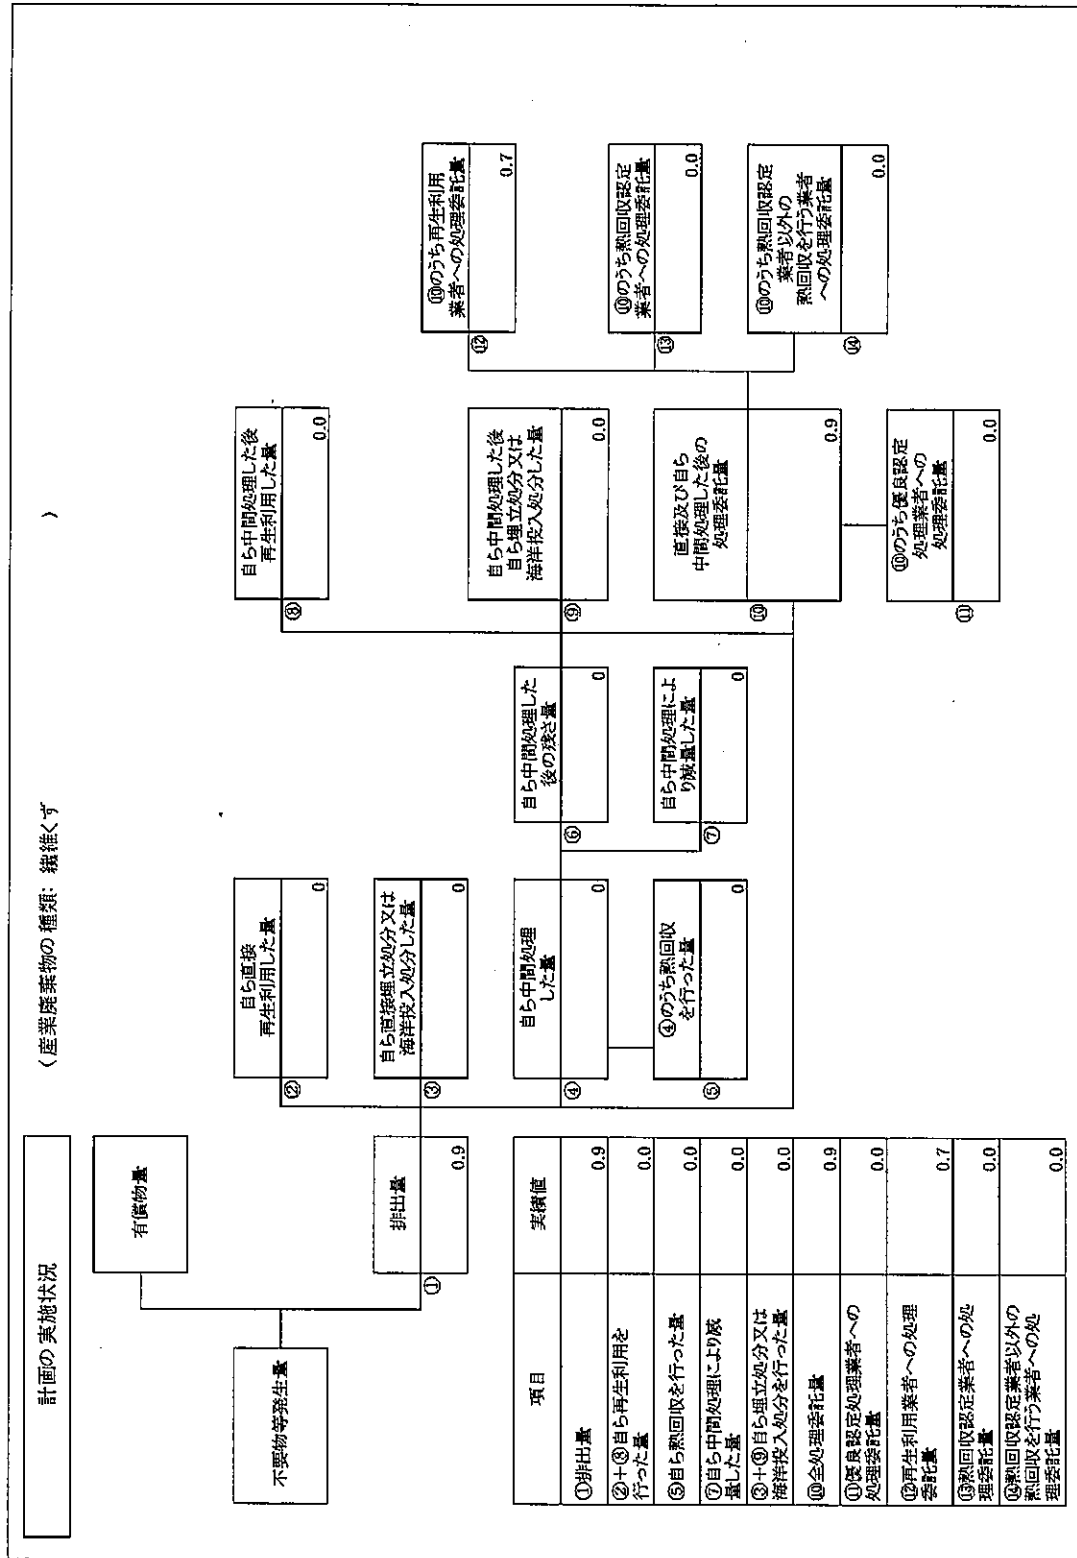 計画の実施状況
(産業廃棄物の種類: 繊維くず )
不要物等発生量
有償物量
①
排出量
0.9
②
自ら直接
再生利用した量
0
③
自ら直接埋立処分又は
海洋投入処分した量
0
④
自ら中間処理
した量
0
⑤
④のうち熱回収
を行った量
0
⑥
自ら中間処理した
後の残さ量
0
⑦
自ら中間処理によ
り減量した量
0
⑧
自ら中間処理した後
再生利用した量
0.0
⑨
自ら中間処理した後
自ら埋立処分又は
海洋投入処分した量
0.0
⑩
直接及び自ら
中間処理した後の
処理委託量
0.9
⑪
⑩のうち優良認定
処理業者への
処理委託量
0.0
⑫
⑩のうち再生利用
業者への処理委託量
0.7
⑬
⑩のうち熱回収認定
業者への処理委託量
0.0
⑭
⑩のうち熱回収認定
業者以外の
熱回収を行う業者
への処理委託量
0.0
項目 実績値
①排出量 0.9
②+⑧自ら再生利用を
行った量 0.0
⑤自ら熱回収を行った量 0.0
⑦自ら中間処理により減
量した量 0.0
③+⑨自ら埋立処分又は
海洋投入処分を行った量 0.0
⑩全処理委託量 0.9
⑪優良認定処理業者への
処理委託量 0.0
⑫再生利用業者への処理
委託量 0.7
⑬熱回収認定業者への処
理委託量 0.0
⑭熱回収認定業者以外の
熱回収を行う業者への処
理委託量 0.0